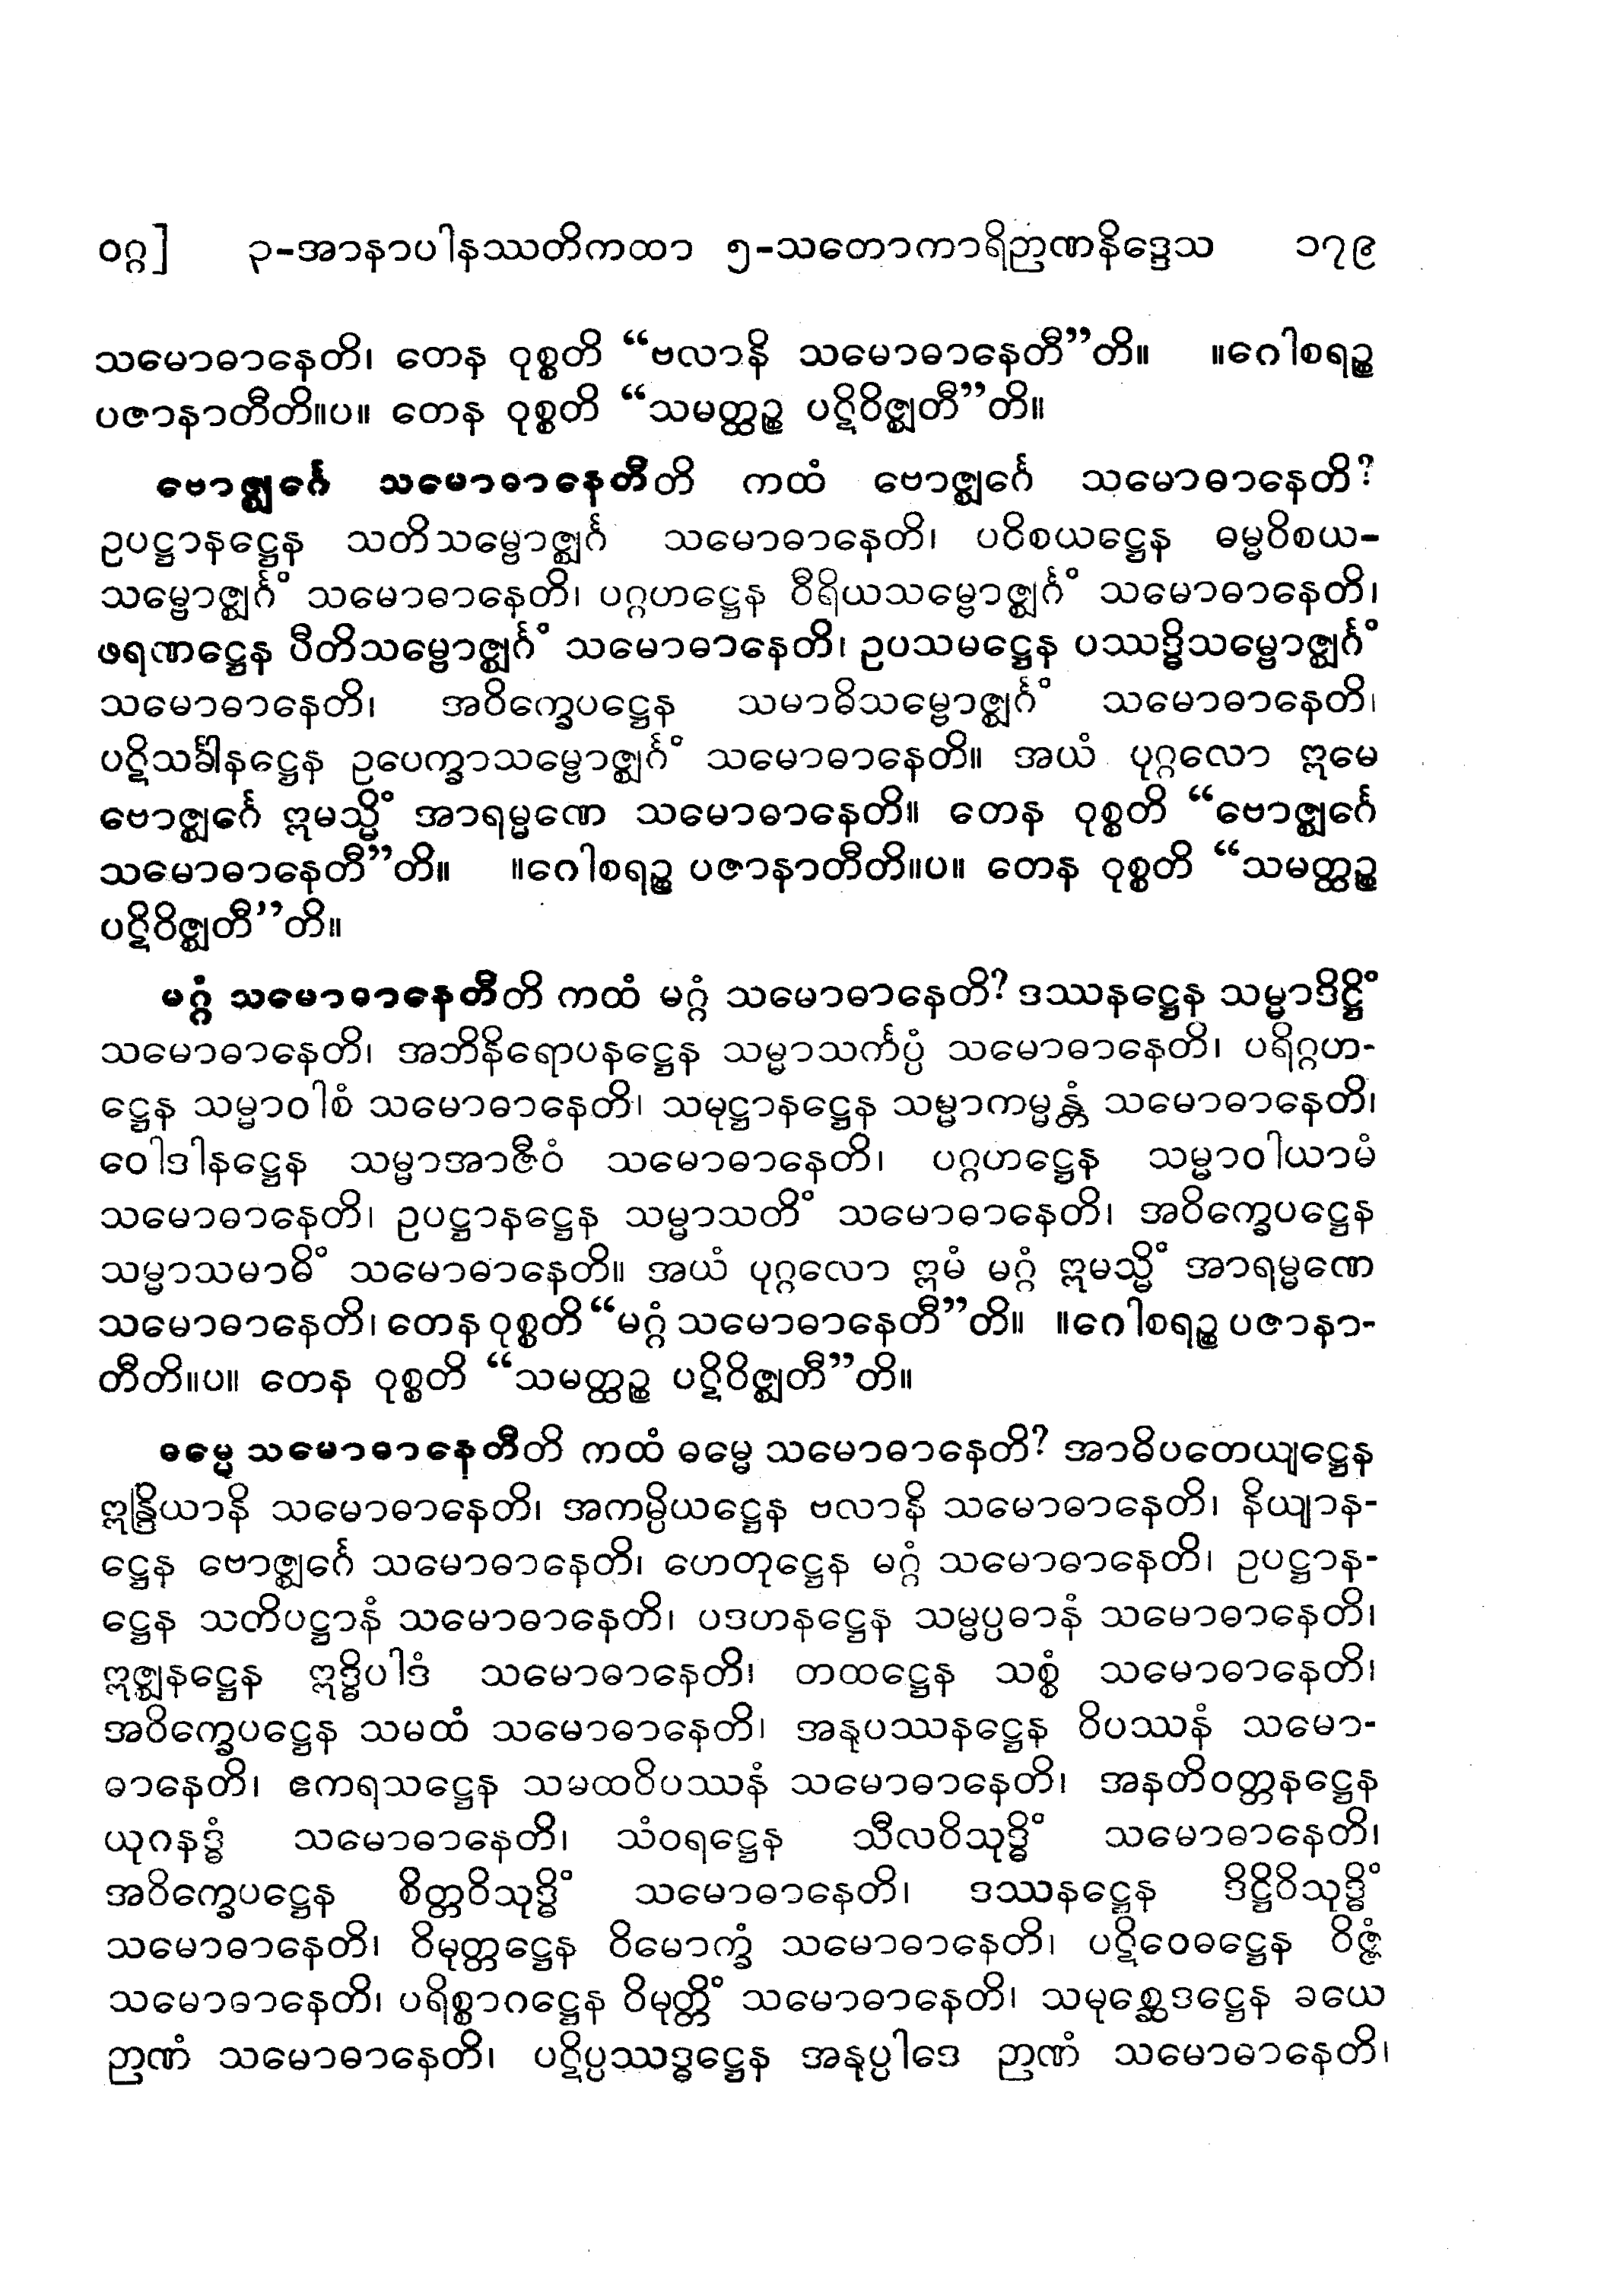 ဝဂ္ဂ] ၃-အာနာပါနဿတိကထာ ၅-သတောကာရိဉာဏနိဒ္ဒေသ ၁၇၉
သမောဓာနေတိ၊ တေန ဝုစ္စတိ “ဗလာနိ သမောဓာနေတီ”တိ။ ။ဂေါစရဉ္စ
ပဇာနာတီတိ။ပ။ တေန ဝုစ္စတိ “သမတ္ထဉ္စ ပဋိဝိဇ္ဈတီ”တိ။
ဗောဇ္ဈင်္ဂေ သမောဓာနေတီတိ ကထံ ဗောဇ္ဈင်္ဂေ သမောဓာနေတိ?
ဥပဋ္ဌာနဋ္ဌေန သတိသမ္ဗောဇ္ဈင်္ဂ သမောဓာနေတိ၊ ပဝိစယဋ္ဌေန ဓမ္မဝိစယ-
သမ္ဗောဇ္ဈင်္ဂံ သမောဓာနေတိ၊ ပဂ္ဂဟဋ္ဌေန ဝီရိယသမ္ဗောဇ္ဈင်္ဂံ သမောဓာနေတိ၊
ဖရဏဋ္ဌေန ပီတိသမ္ဗောဇ္ဈင်္ဂံ သမောဓာနေတိ၊ ဥပသမဋ္ဌေန ပဿဒ္ဓိသမ္ဗောဇ္ဈင်္ဂံ
သမောဓာနေတိ၊ အဝိက္ခေပဋ္ဌေန သမာဓိသမ္ဗောဇ္ဈင်္ဂံ သမောဓာနေတိ၊
ပဋိသင်္ခါနဋ္ဌေန ဥပေက္ခာသမ္ဗောဇ္ဈင်္ဂံ သမောဓာနေတိ။ အယံ ပုဂ္ဂလော ဣမေ
ဗောဇ္ဈင်္ဂေ ဣမသ္မိံ အာရမ္မဏေ သမောဓာနေတိ။ တေန ဝုစ္စတိ “ဗောဇ္ဈင်္ဂေ
သမောဓာနေတီ”တိ။ ။ဂေါစရဉ္စ ပဇာနာတီတိ။ပ။ တေန ဝုစ္စတိ “သမတ္ထဉ္စ
ပဋိဝိဇ္ဈတီ”တိ။
မဂ္ဂံ သမောဓာနေတီတိ ကထံ မဂ္ဂံ သမောဓာနေတိ? ဒဿနဋ္ဌေန သမ္မာဒိဋ္ဌိံ
သမောဓာနေတိ၊ အဘိနိရောပနဋ္ဌေန သမ္မာသင်္ကပ္ပံ သမောဓာနေတိ၊ ပရိဂ္ဂဟ-
ဋ္ဌေန သမ္မာဝါစံ သမောဓာနေတိ၊ သမုဋ္ဌာနဋ္ဌေန သမ္မာကမ္မန္တံ သမောဓာနေတိ၊
ဝေါဒါနဋ္ဌေန သမ္မာအာဇီဝံ သမောဓာနေတိ၊ ပဂ္ဂဟဋ္ဌေန သမ္မာဝါယာမံ
သမောဓာနေတိ၊ ဥပဋ္ဌာနဋ္ဌေန သမ္မာသတိံ သမောဓာနေတိ၊ အဝိက္ခေပဋ္ဌေန
သမ္မာသမာဓိံ သမောဓာနေတိ။ အယံ ပုဂ္ဂလော ဣမံ မဂ္ဂံ ဣမသ္မိံ အာရမ္မဏေ
သမောဓာနေတိ၊ တေန ဝုစ္စတိ “မဂ္ဂံ သမောဓာနေတီ”တိ။ ။ဂေါစရဉ္စ ပဇာနာ-
တီတိ။ပ။ တေန ဝုစ္စတိ “သမတ္ထဉ္စ ပဋိဝိဇ္ဈတီ”တိ။
ဓမ္မေ သမောဓာနေတီတိ ကထံ ဓမ္မေ သမောဓာနေတိ? အာဓိပတေယျဋ္ဌေန
ဣန္ဒြိယာနိ သမောဓာနေတိ၊ အကမ္ပိယဋ္ဌေန ဗလာနိ သမောဓာနေတိ၊ နိယျာန-
ဋ္ဌေန ဗောဇ္ဈင်္ဂေ သမောဓာနေတိ၊ ဟေတုဋ္ဌေန မဂ္ဂံ သမောဓာနေတိ၊ ဥပဋ္ဌာန-
ဋ္ဌေန သတိပဋ္ဌာနံ သမောဓာနေတိ၊ ပဒဟနဋ္ဌေန သမ္မပ္ပဓာနံ သမောဓာနေတိ၊
ဣဇ္ဈနဋ္ဌေန ဣဒ္ဓိပါဒံ သမောဓာနေတိ၊ တထဋ္ဌေန သစ္စံ သမောဓာနေတိ၊
အဝိက္ခေပဋ္ဌေန သမထံ သမောဓာနေတိ၊ အနုပဿနဋ္ဌေန ဝိပဿနံ သမော-
ဓာနေတိ၊ ဧကရသဋ္ဌေန သမထဝိပဿနံ သမောဓာနေတိ၊ အနတိဝတ္တနဋ္ဌေန
ယုဂနဒ္ဓံ သမောဓာနေတိ၊ သံဝရဋ္ဌေန သီလဝိသုဒ္ဓိံ သမောဓာနေတိ၊
အဝိက္ခေပဋ္ဌေန စိတ္တဝိသုဒ္ဓိံ သမောဓာနေတိ၊ ဒဿနဋ္ဌေန ဒိဋ္ဌိဝိသုဒ္ဓိံ
သမောဓာနေတိ၊ ဝိမုတ္တဋ္ဌေန ဝိမောက္ခံ သမောဓာနေတိ၊ ပဋိဝေဓဋ္ဌေန ဝိဇ္ဇံ
သမောဓာနေတိ၊ ပရိစ္စာဂဋ္ဌေန ဝိမုတ္တိံ သမောဓာနေတိ၊ သမုစ္ဆေဒဋ္ဌေန ခယေ
ဉာဏံ သမောဓာနေတိ၊ ပဋိပ္ပဿဒ္ဓဋ္ဌေန အနုပ္ပါဒေ ဉာဏံ သမောဓာနေတိ၊